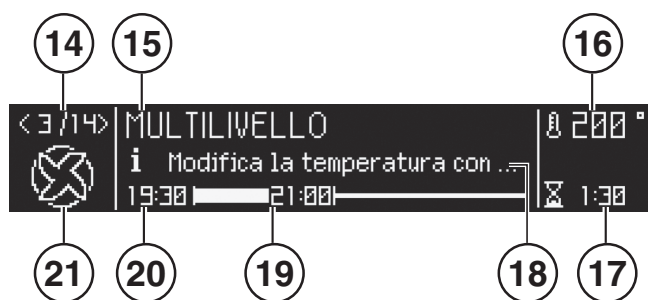 14 15 16
<3/14> MULTILIVELLO 200°
i Modifica la temperatura con ...
19:30 21:00 1:30
21 20 19 18 17